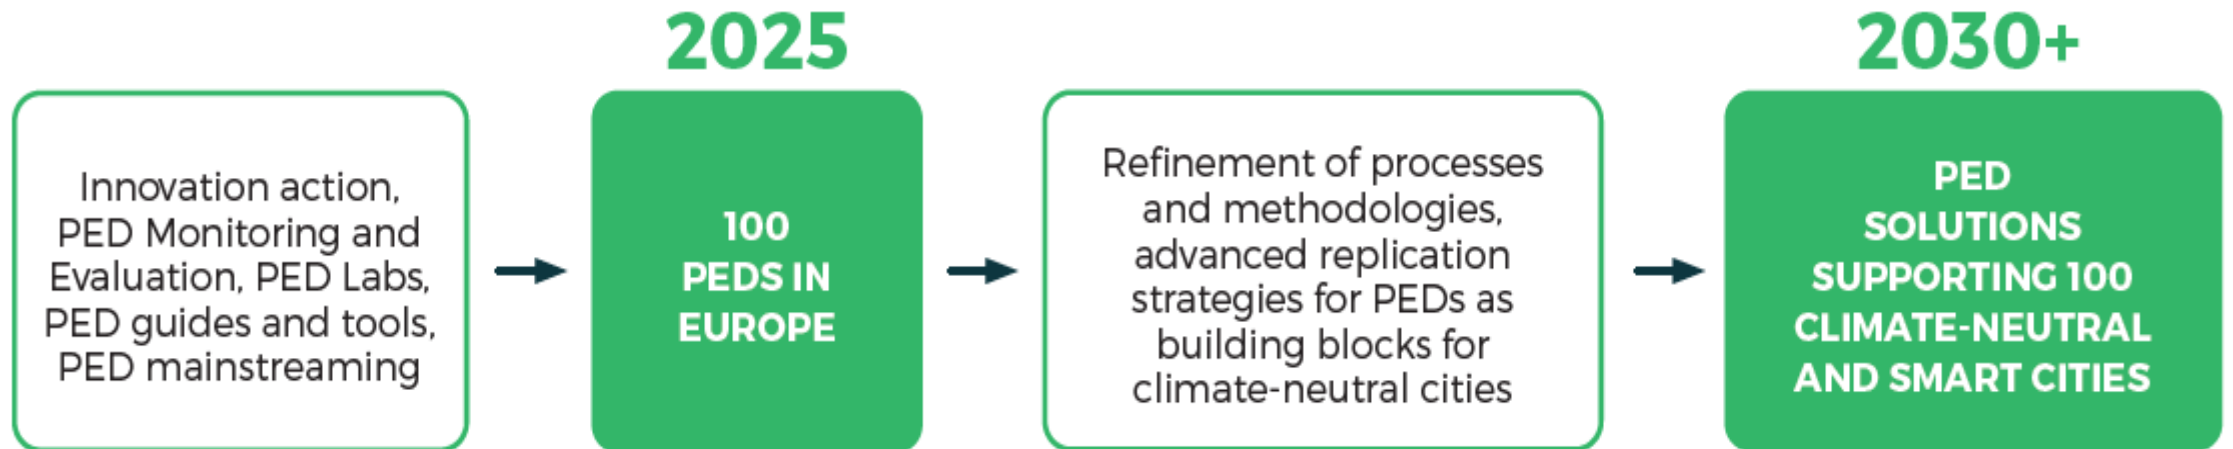 Innovation action,
PED Monitoring and
Evaluation, PED Labs,
PED guides and tools,
PED mainstreaming
2025
100
PEDS IN
EUROPE
Refinement of processes
and methodologies,
advanced replication
strategies for PEDs as
building blocks for
climate-neutral cities
2030+
PED
SOLUTIONS
SUPPORTING 100
CLIMATE-NEUTRAL
AND SMART CITIES